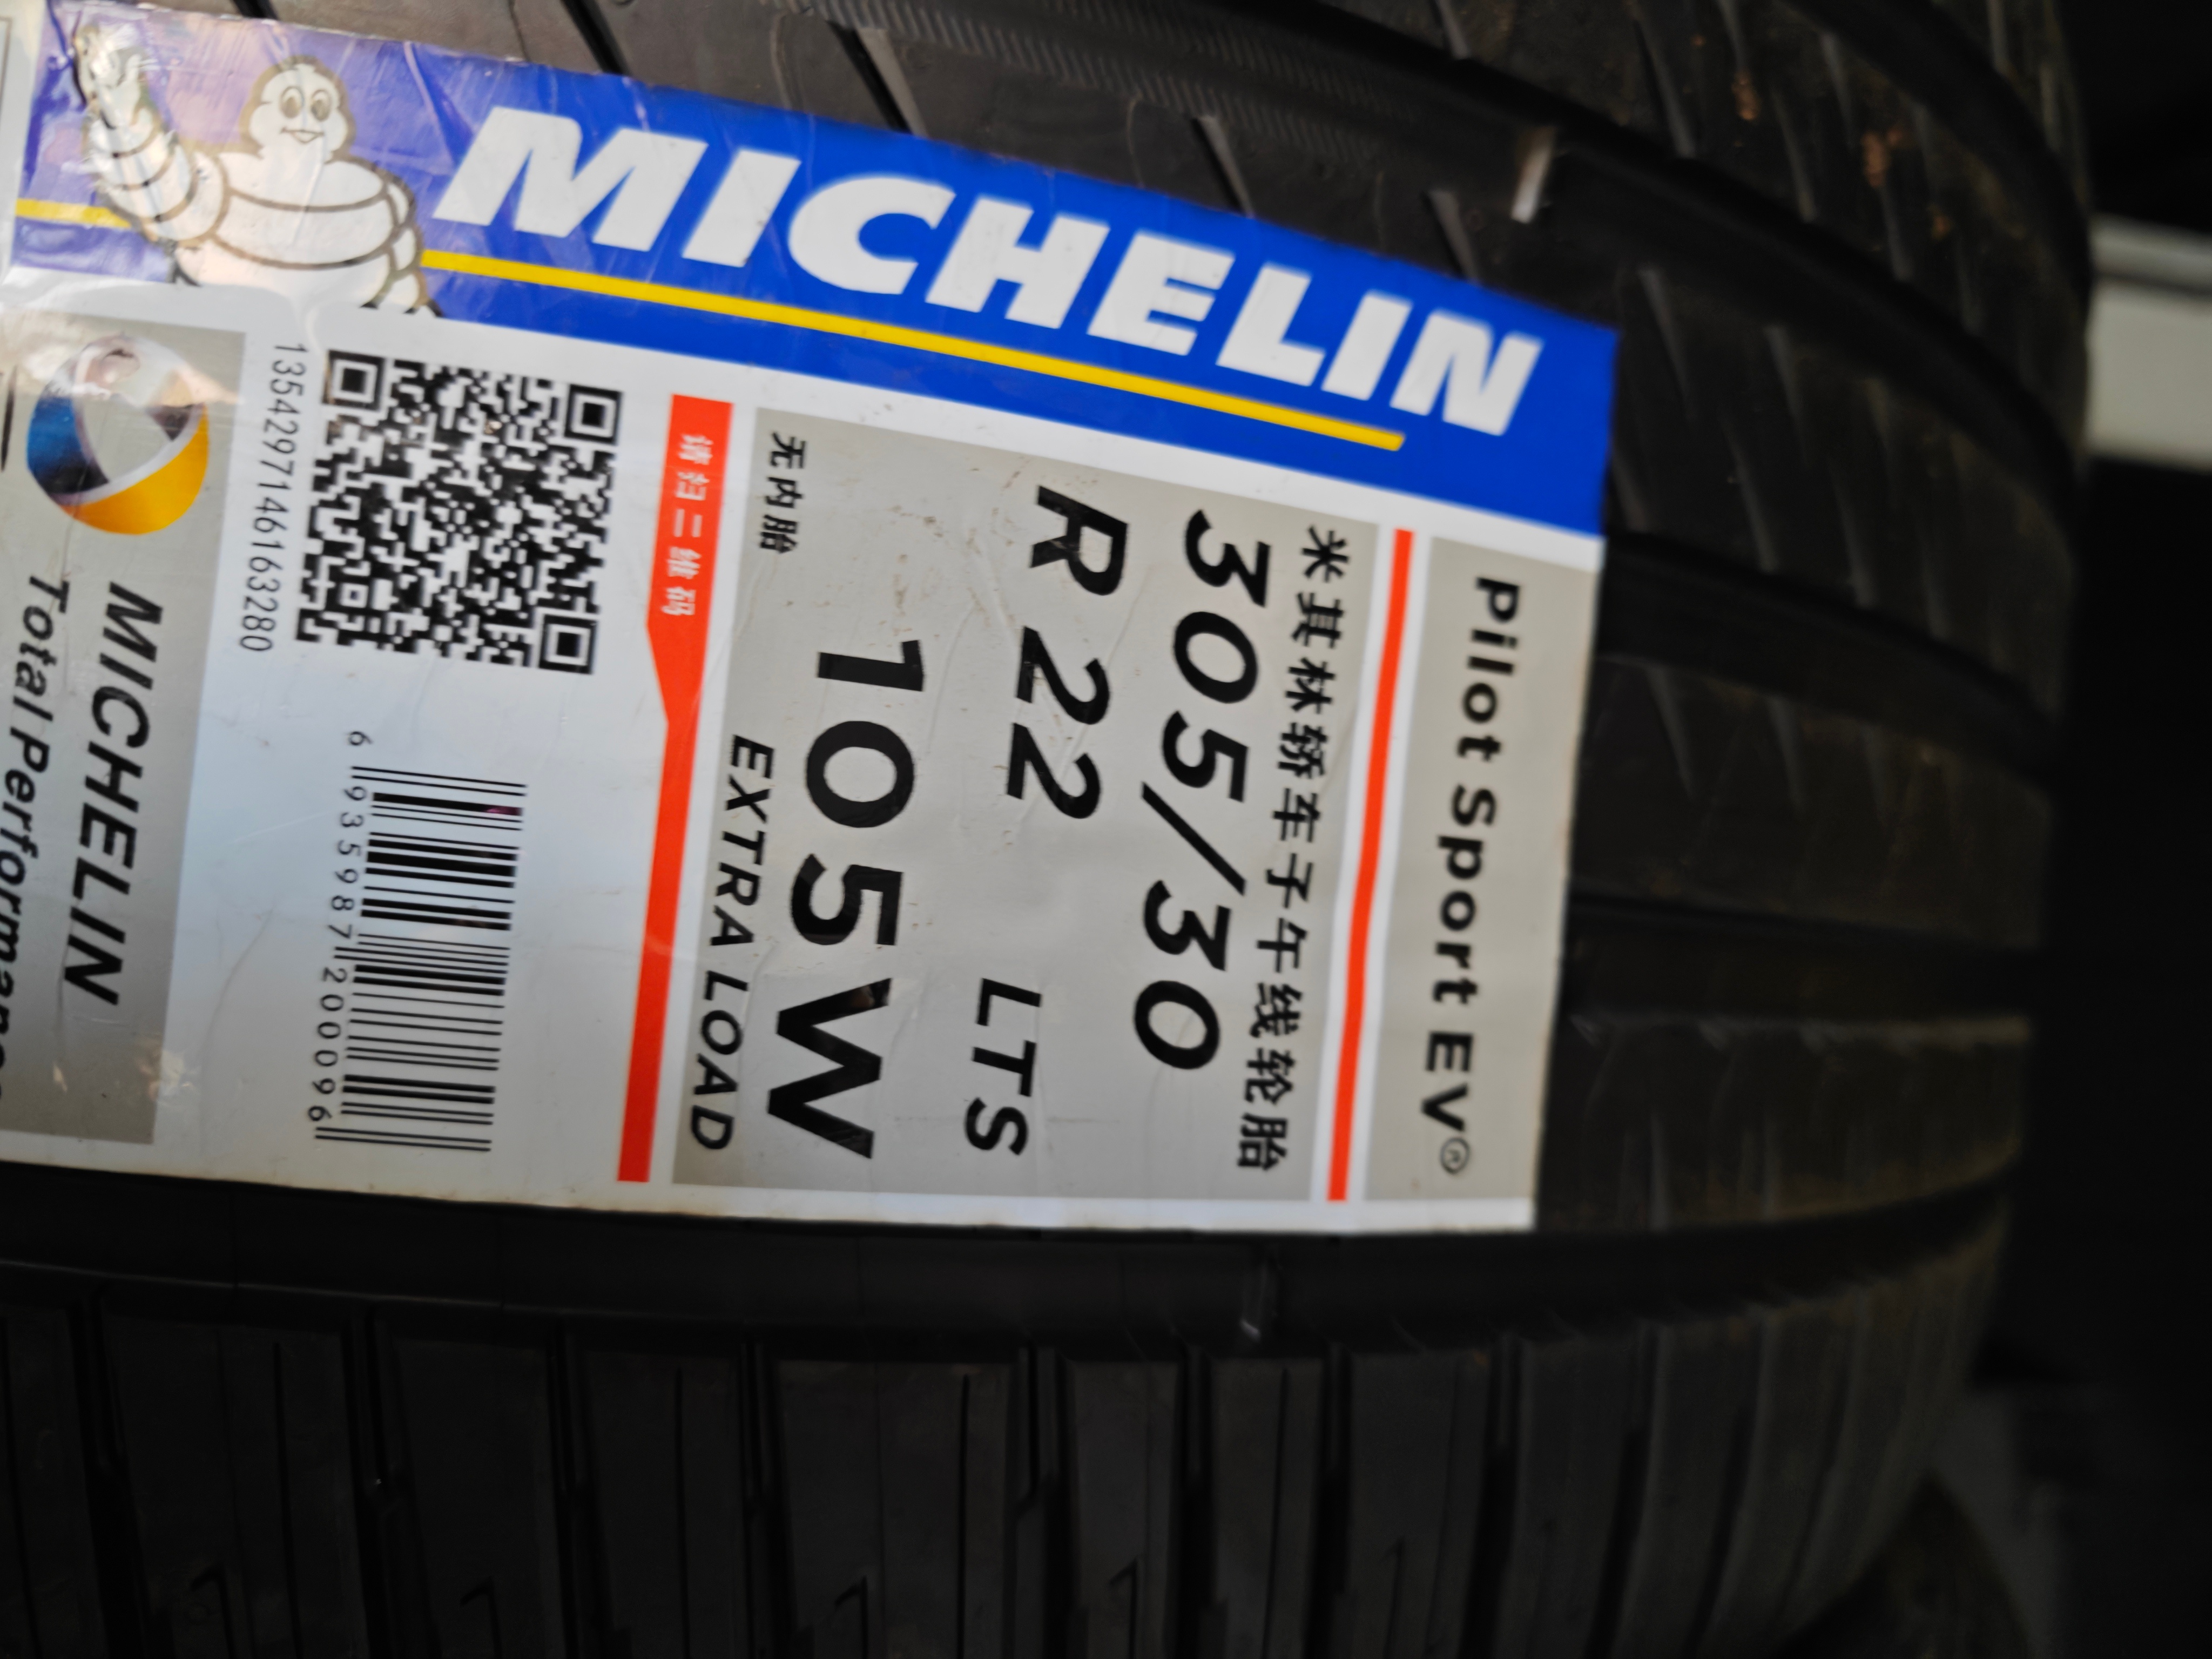 MICHELIN
Pilot Sport EV®
米其林轿车子午线轮胎
305/30
R 22 LTS
105W
无内胎 EXTRA LOAD
请扫二维码
13542971461632​80
6 935987 200096
MICHELIN
Total Performance